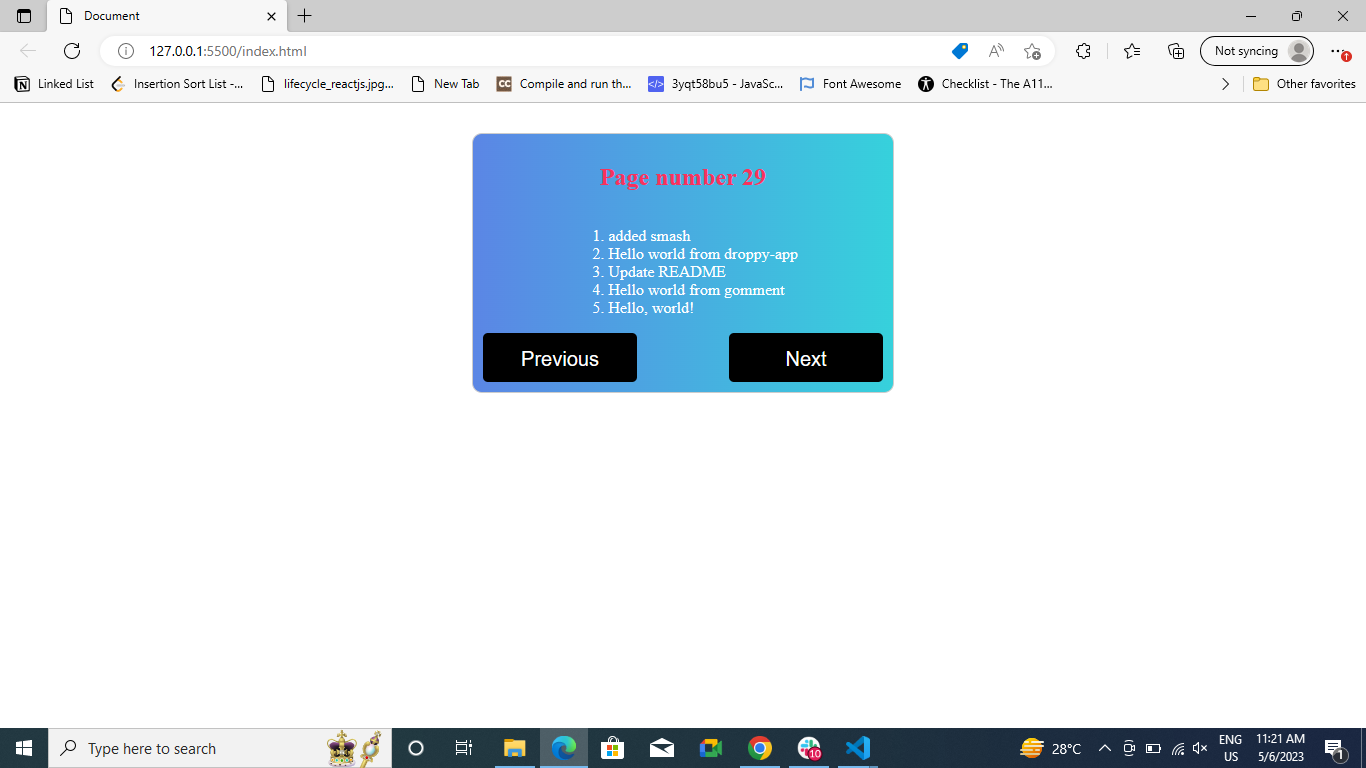 Document
127.0.0.1:5500/index.html
Not syncing
Linked List
Insertion Sort List -...
lifecycle_reactjs.jpg...
New Tab
CC
Compile and run th...
3yqt58bu5 - JavaSc...
Font Awesome
Checklist - The A11...
Other favorites
Page number 29
1. added smash
2. Hello world from droppy-app
3. Update README
4. Hello world from gomment
5. Hello, world!
Previous
Next
Type here to search
10
28°C
ENG
US
11:21 AM
5/6/2023
1